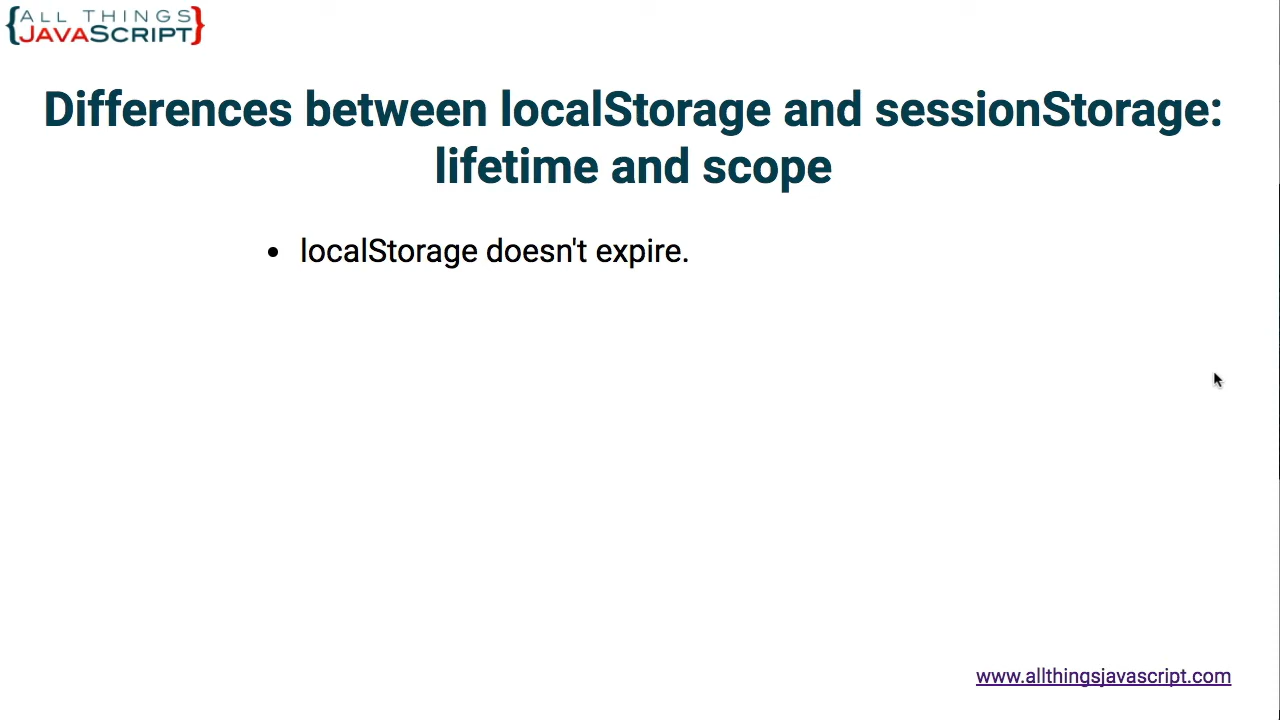 {ALL THINGS
JAVASCRIPT}
Differences between localStorage and sessionStorage:
lifetime and scope
• localStorage doesn't expire.
www.allthingsjavascript.com